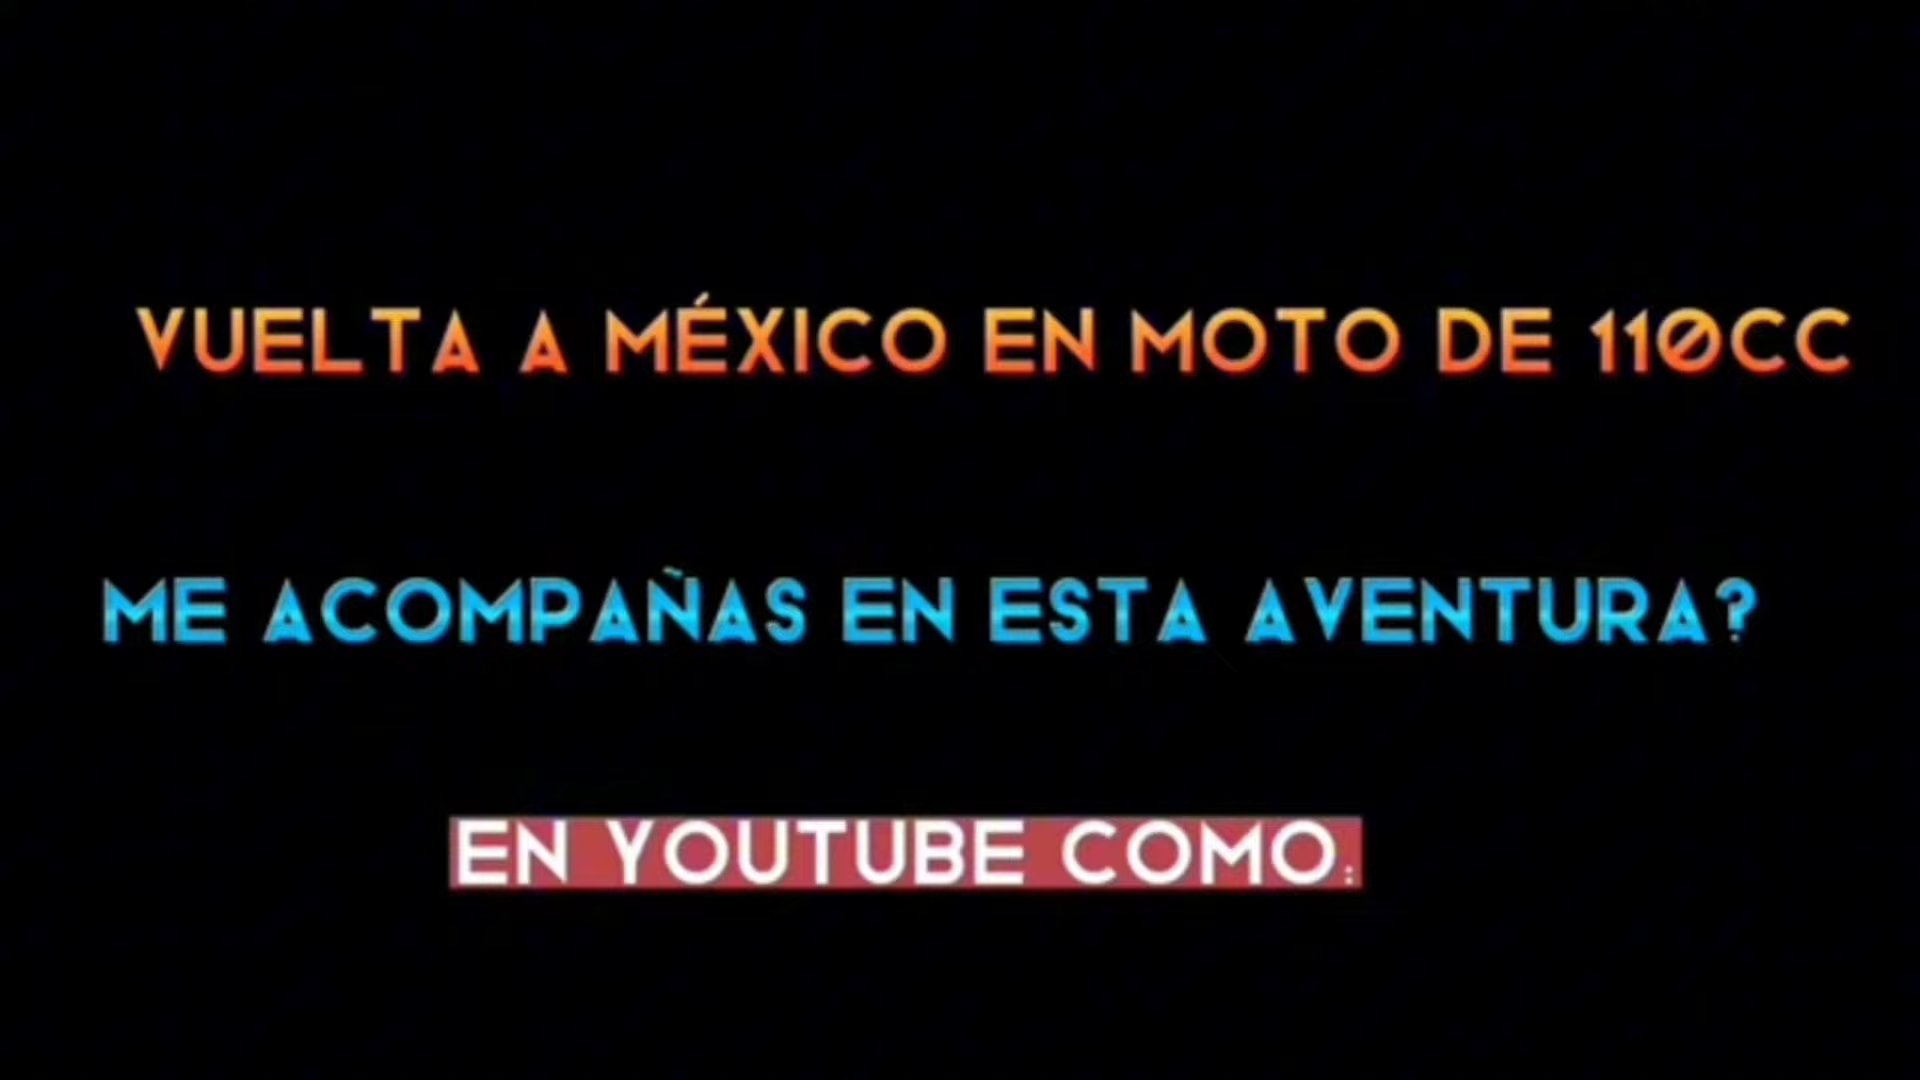 VUELTA A MÉXICO EN MOTO DE 110CC
ME ACOMPAÑAS EN ESTA AVENTURA?
EN YOUTUBE COMO: